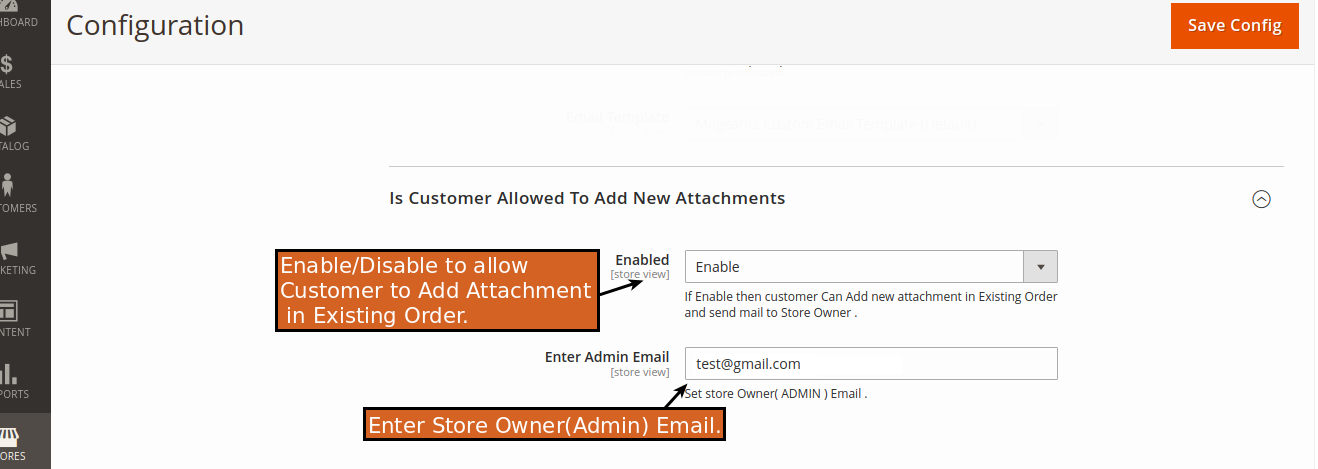 Configuration
Save Config
HBOARD
$
ALES
TALOG
TOMERS
KETING
NTENT
PORTS
ORES
Email Template
Is Customer Allowed To Add New Attachments
Enable/Disable to allow
Customer to Add Attachment
in Existing Order.
Enabled
[store view]
Enable
If Enable then customer Can Add new attachment in Existing Order
and send mail to Store Owner .
Enter Admin Email
[store view]
test@gmail.com
Set store Owner( ADMIN ) Email .
Enter Store Owner(Admin) Email.